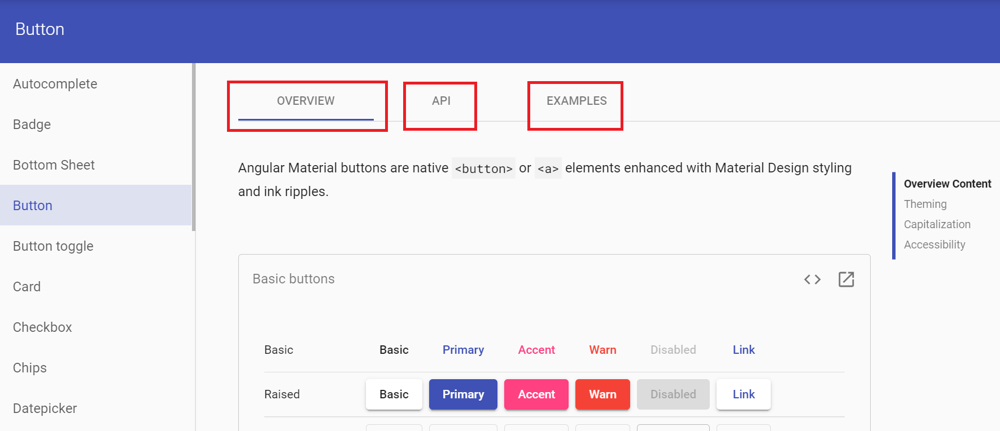 Button
Autocomplete
Badge
Bottom Sheet
Button
Button toggle
Card
Checkbox
Chips
Datepicker
OVERVIEW API EXAMPLES
Angular Material buttons are native <button> or <a> elements enhanced with Material Design styling
and ink ripples.
Overview Content
Theming
Capitalization
Accessibility
Basic buttons
Basic Basic Primary Accent Warn Disabled Link
Raised Basic Primary Accent Warn Disabled Link